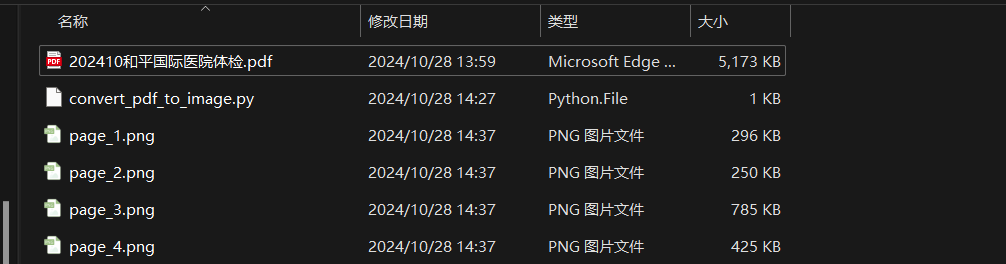 名称 修改日期 类型 大小
PDF 202410和平国际医院体检.pdf 2024/10/28 13:59 Microsoft Edge ... 5,173 KB
convert_pdf_to_image.py 2024/10/28 14:27 Python.File 1 KB
page_1.png 2024/10/28 14:37 PNG 图片文件 296 KB
page_2.png 2024/10/28 14:37 PNG 图片文件 250 KB
page_3.png 2024/10/28 14:37 PNG 图片文件 785 KB
page_4.png 2024/10/28 14:37 PNG 图片文件 425 KB